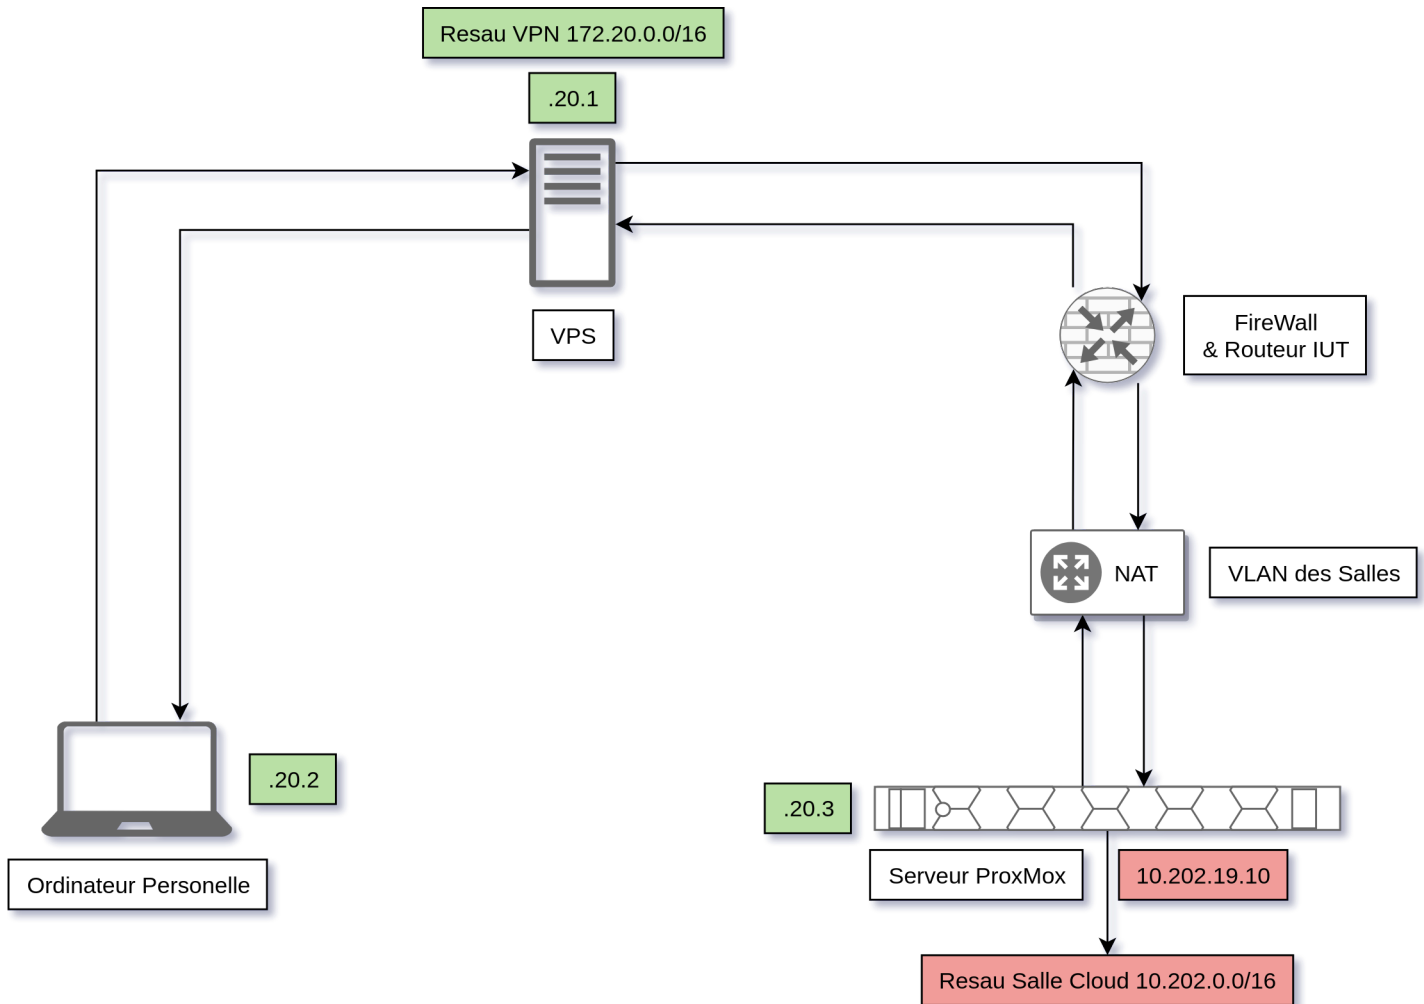 Resau VPN 172.20.0.0/16
.20.1
VPS
FireWall
& Routeur IUT
NAT
VLAN des Salles
.20.2
Ordinateur Personelle
.20.3
Serveur ProxMox
10.202.19.10
Resau Salle Cloud 10.202.0.0/16